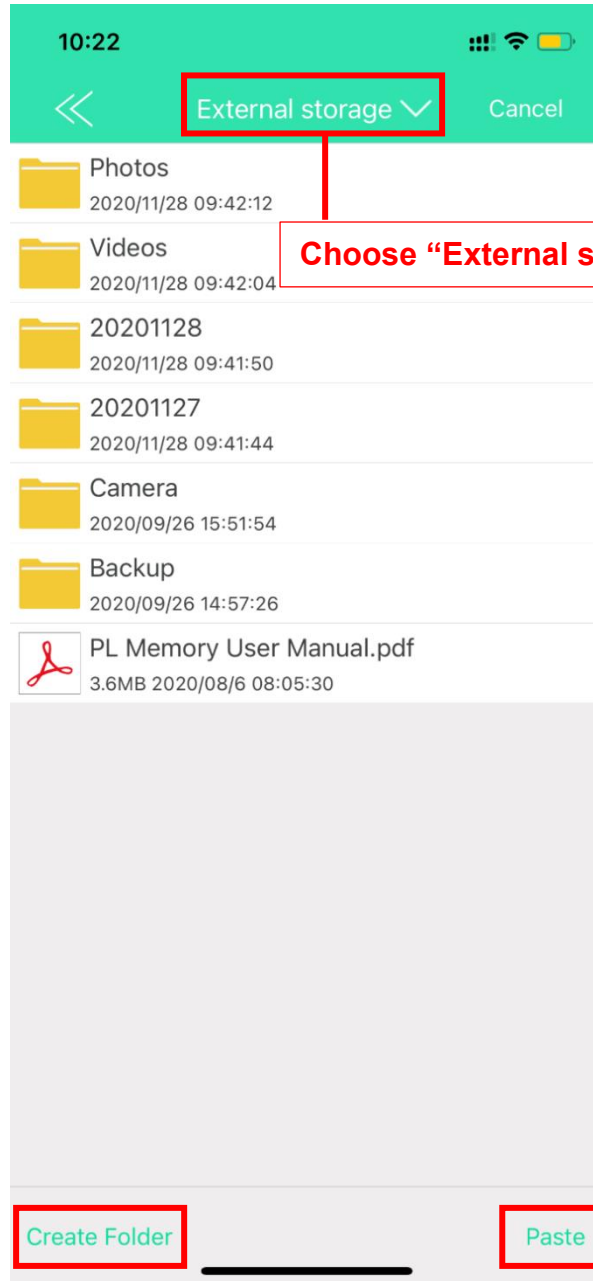 10:22
External storage Cancel
Photos
2020/11/28 09:42:12
Videos
2020/11/28 09:42:04
Choose “External s
20201128
2020/11/28 09:41:50
20201127
2020/11/28 09:41:44
Camera
2020/09/26 15:51:54
Backup
2020/09/26 14:57:26
PL Memory User Manual.pdf
3.6MB 2020/08/6 08:05:30
Create Folder Paste